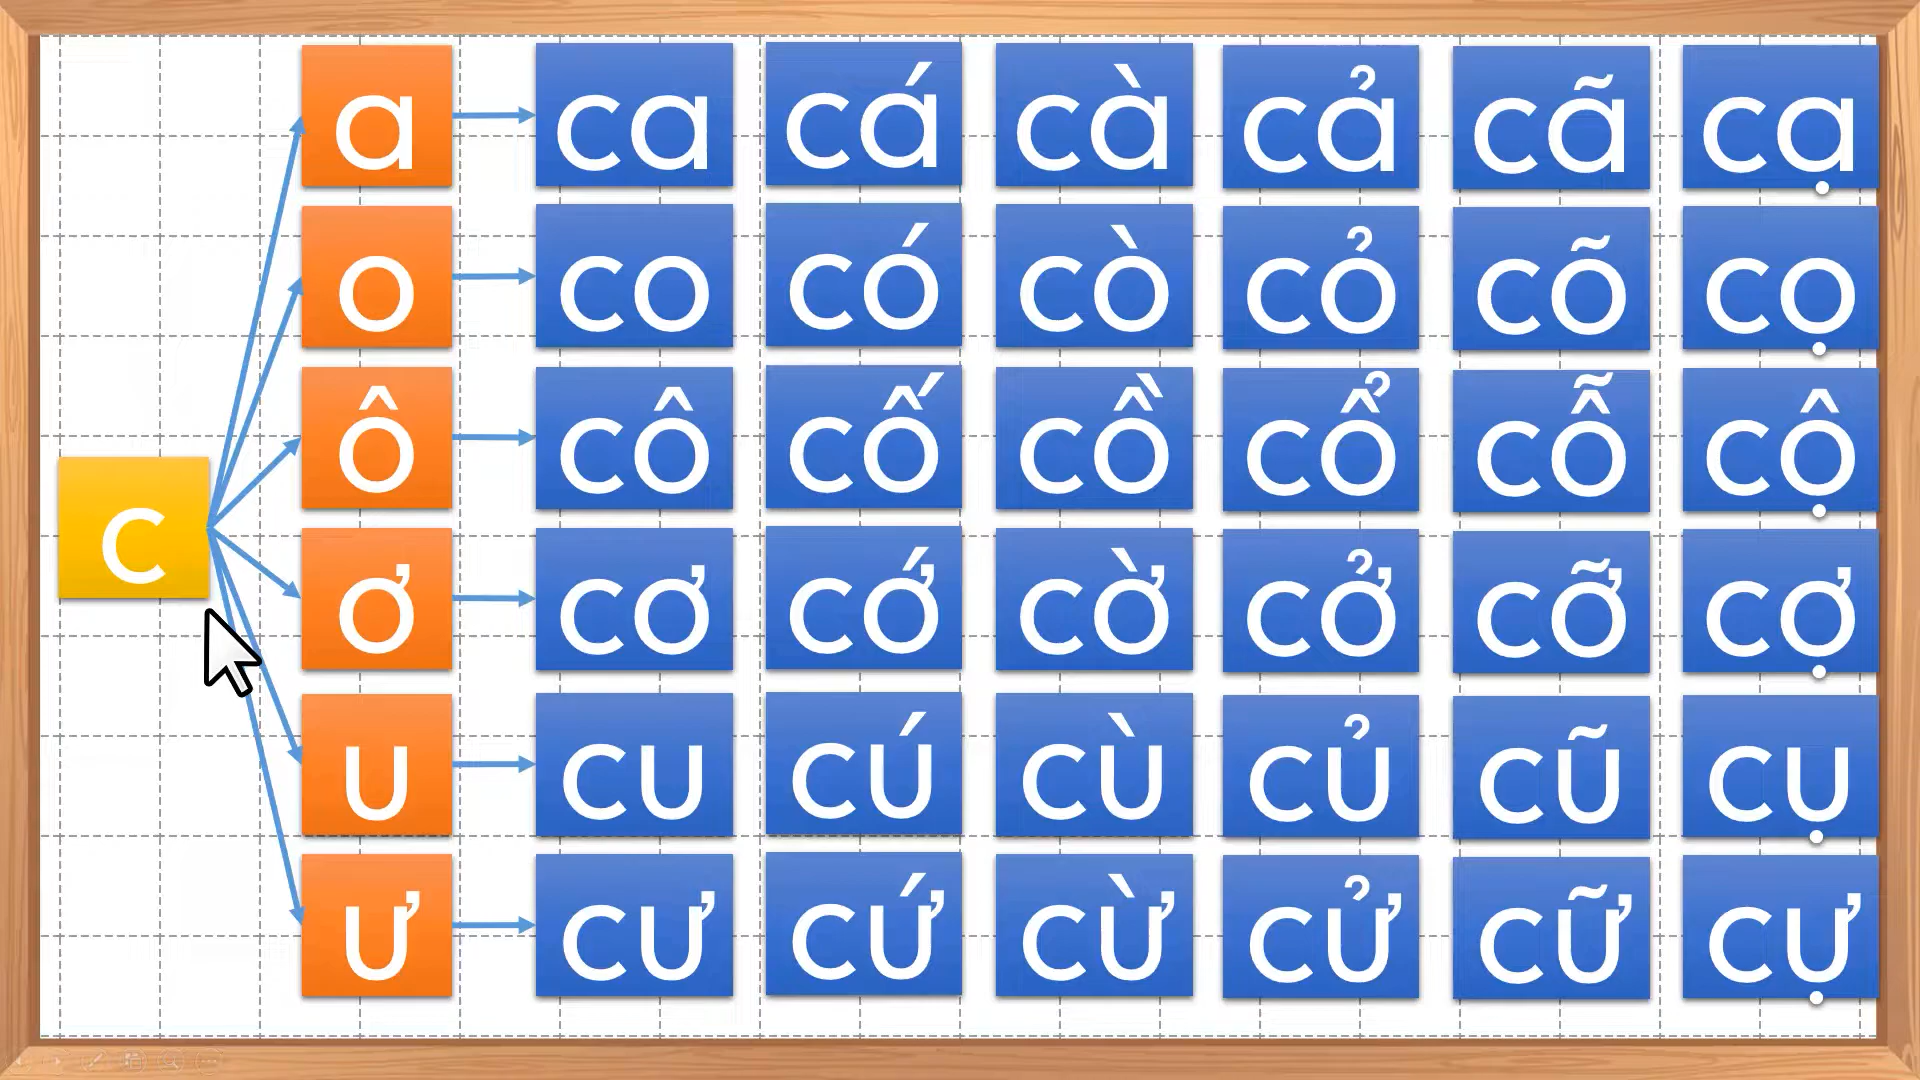 a ca cá cà cả cã cạ
o co có cò cỏ cõ cọ
ô cô cố cồ cổ cỗ cộ
c
ơ cơ cớ cờ cở cỡ cợ
u cu cú cù củ cũ cụ
ư cư cứ cừ cử cữ cự